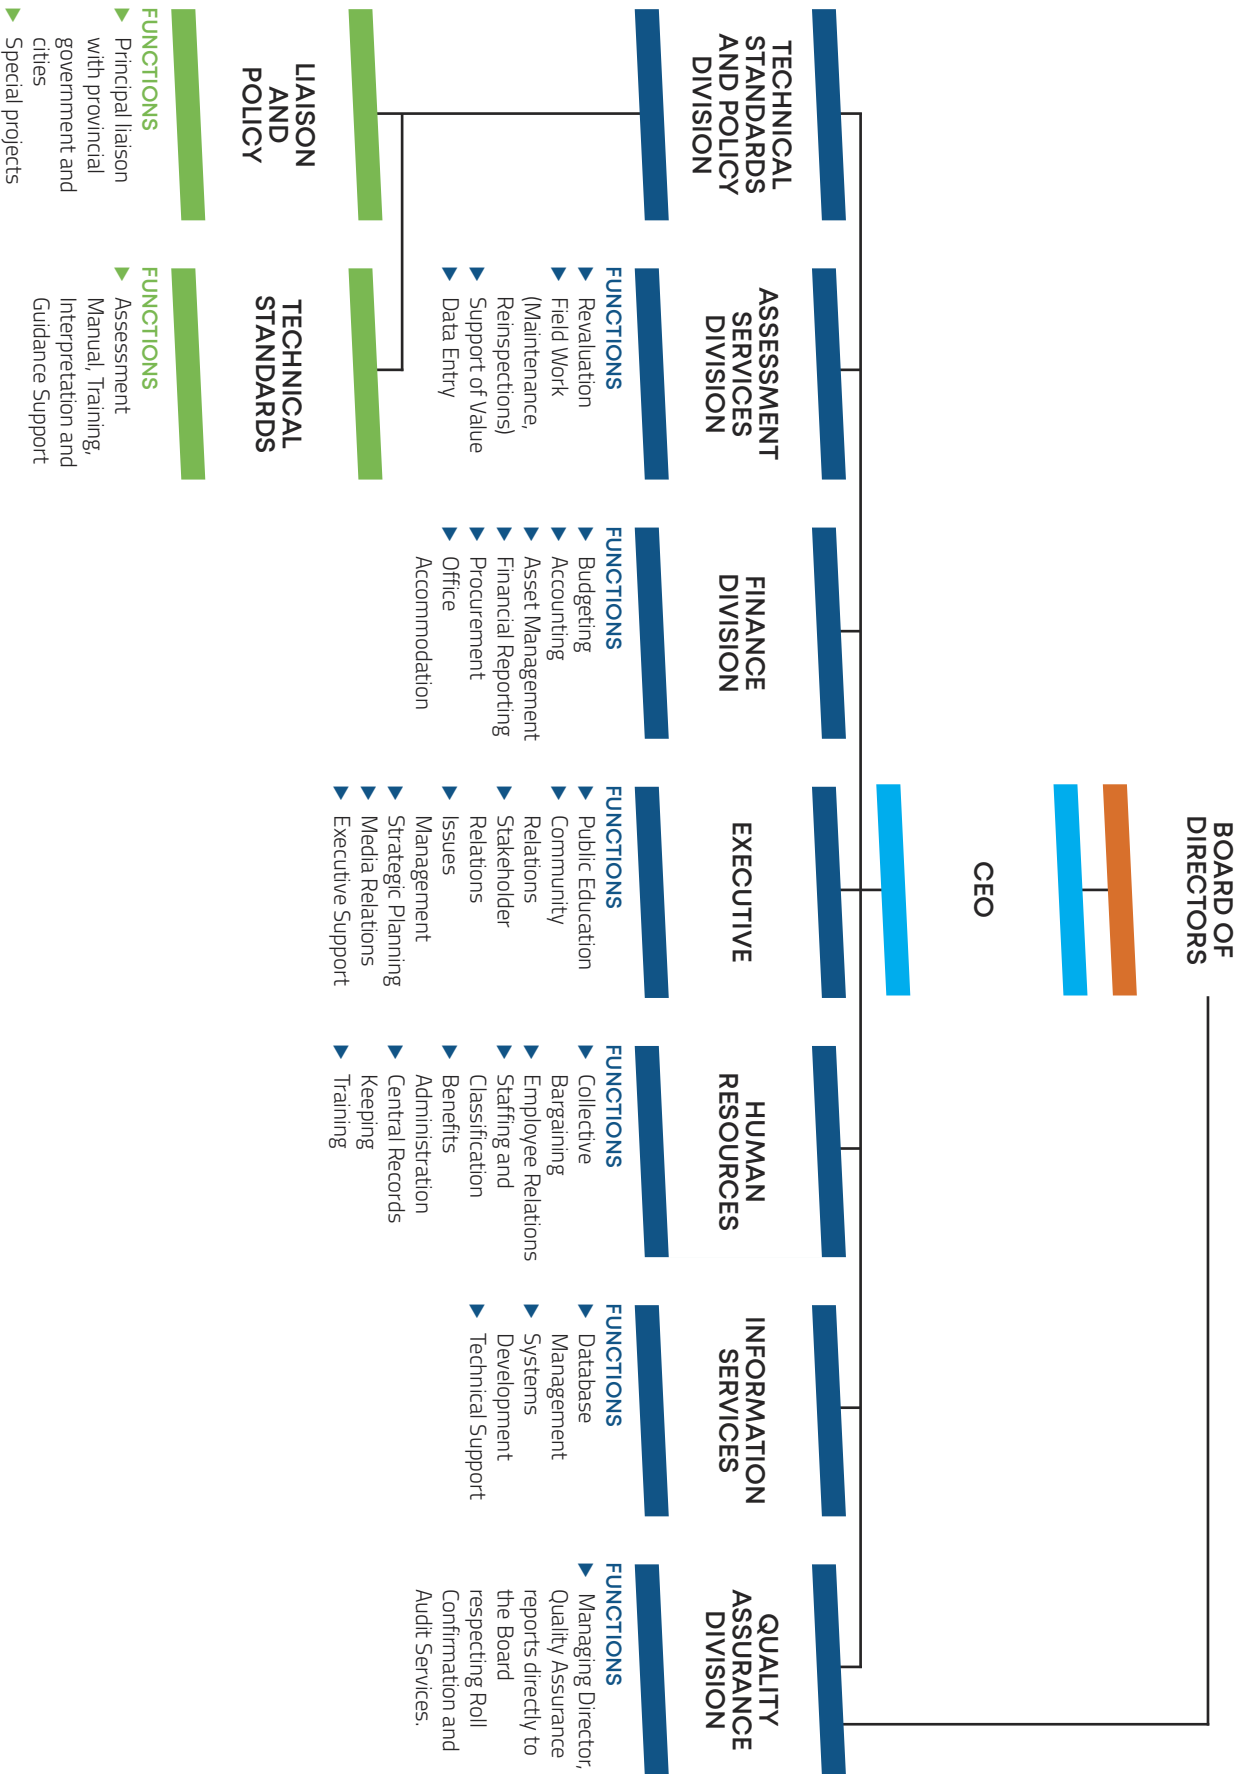 BOARD OF
DIRECTORS
CEO
TECHNICAL
STANDARDS
AND POLICY
DIVISION
LIAISON
AND
POLICY
FUNCTIONS
▶ Principal liaison
with provincial
government and
cities
▶ Special projects
TECHNICAL
STANDARDS
FUNCTIONS
▶ Assessment
Manual, Training,
Interpretation and
Guidance Support
ASSESSMENT
SERVICES
DIVISION
FUNCTIONS
▶ Revaluation
▶ Field Work
(Maintenance,
Reinspections)
▶ Support of Value
▶ Data Entry
FINANCE
DIVISION
FUNCTIONS
▶ Budgeting
▶ Accounting
▶ Asset Management
▶ Financial Reporting
▶ Procurement
▶ Office
Accommodation
EXECUTIVE
FUNCTIONS
▶ Public Education
▶ Community
Relations
▶ Stakeholder
Relations
▶ Issues
Management
▶ Strategic Planning
▶ Media Relations
▶ Executive Support
HUMAN
RESOURCES
FUNCTIONS
▶ Collective
Bargaining
▶ Employee Relations
▶ Staffing and
Classification
▶ Benefits
Administration
▶ Central Records
Keeping
▶ Training
INFORMATION
SERVICES
FUNCTIONS
▶ Database
Management
▶ Systems
Development
▶ Technical Support
QUALITY
ASSURANCE
DIVISION
FUNCTIONS
▶ Managing Director,
Quality Assurance
reports directly to
the Board
respecting Roll
Confirmation and
Audit Services.